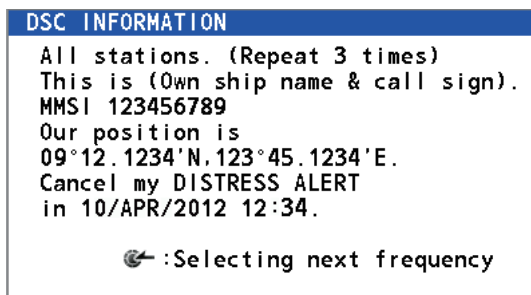 DSC INFORMATION
All stations. (Repeat 3 times)
This is (Own ship name & call sign).
MMSI 123456789
Our position is
09°12.1234'N,123°45.1234'E.
Cancel my DISTRESS ALERT
in 10/APR/2012 12:34.
:Selecting next frequency